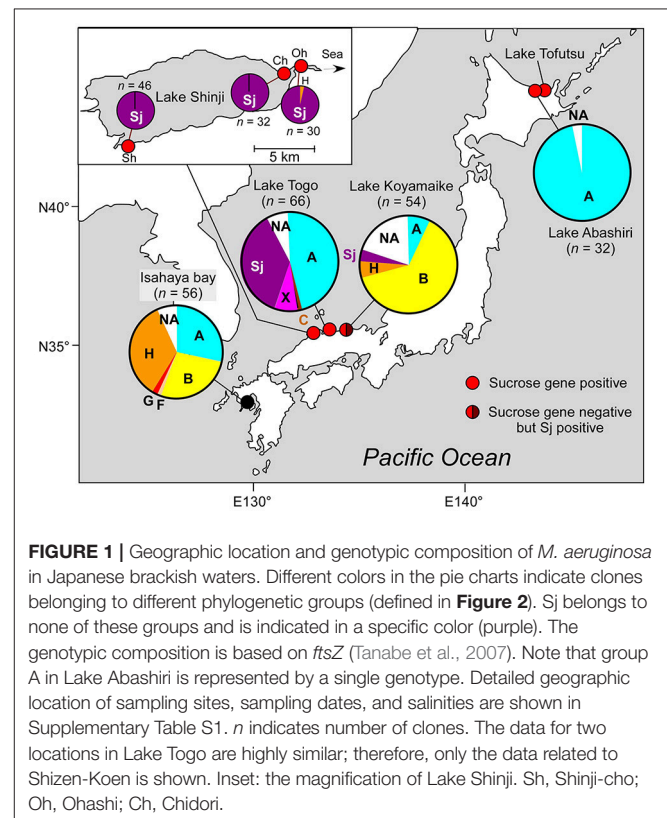 Oh
Sea
Ch
n = 46
Lake Shinji
H
Sj
Sj
Sj
n = 32
n = 30
Sh
5 km
Lake Tofutsu
NA
A
Lake Abashiri
(n = 32)
N40°
Lake Togo
(n = 66)
Lake Koyamaike
(n = 54)
NA
A
Sj
X
C
NA
A
Sj
H
B
Isahaya bay
(n = 56)
NA
A
H
B
G
F
N35°
Sucrose gene positive
Sucrose gene negative
but Sj positive
Pacific Ocean
E130°
E140°
FIGURE 1 | Geographic location and genotypic composition of M. aeruginosa
in Japanese brackish waters. Different colors in the pie charts indicate clones
belonging to different phylogenetic groups (defined in Figure 2). Sj belongs to
none of these groups and is indicated in a specific color (purple). The
genotypic composition is based on ftsZ (Tanabe et al., 2007). Note that group
A in Lake Abashiri is represented by a single genotype. Detailed geographic
location of sampling sites, sampling dates, and salinities are shown in
Supplementary Table S1. n indicates number of clones. The data for two
locations in Lake Togo are highly similar; therefore, only the data related to
Shizen-Koen is shown. Inset: the magnification of Lake Shinji. Sh, Shinji-cho;
Oh, Ohashi; Ch, Chidori.